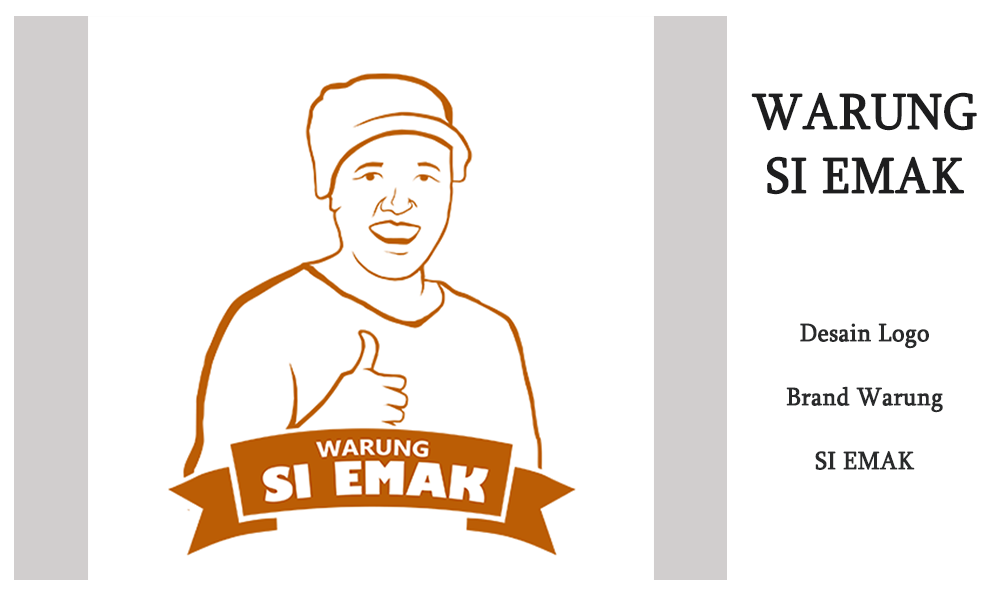 WARUNG
SI EMAK
WARUNG
SI EMAK
Desain Logo
Brand Warung
SI EMAK